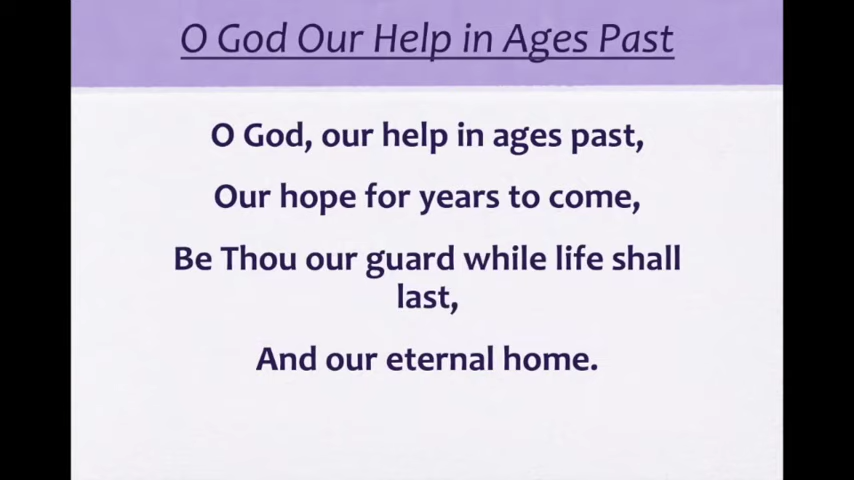 O God Our Help in Ages Past
O God, our help in ages past,
Our hope for years to come,
Be Thou our guard while life shall
last,
And our eternal home.